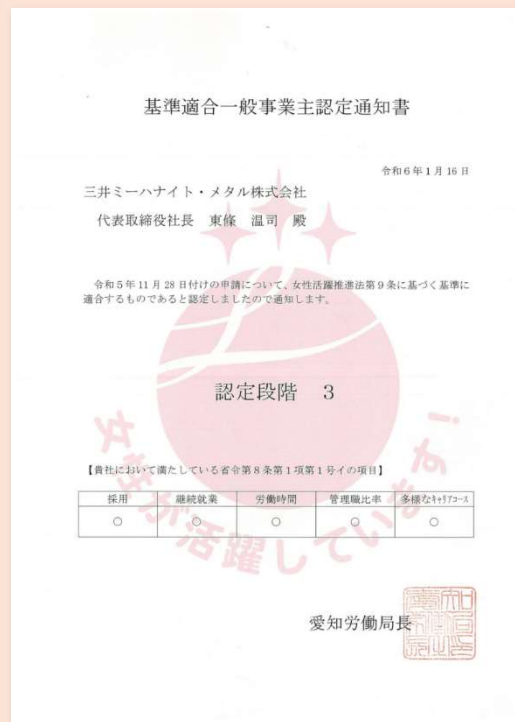 基準適合一般事業主認定通知書
令和6年1月16日
三井ミーハナイト・メタル株式会社
代表取締役社長 東條 温司 殿
令和5年11月28日付けの申請について、女性活躍推進法第9条に基づく基準に
適合するものであると認定しましたので通知します。
認定段階 3
【貴社において満たしている省令第8条第1項第1号イの項目】
採用 継続就業 労働時間 管理職比率 多様なキャリアコース
○ ○ ○ ○ ○
女性が活躍しています!
愛知労働局長